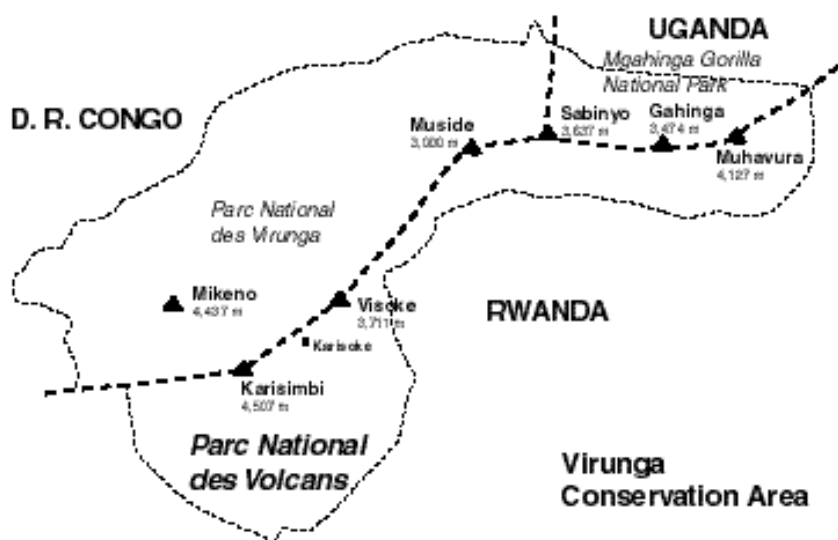 UGANDA
Mgahinga Gorilla
National Park
D. R. CONGO
Sabinyo
3,637 m
Gahinga
3,474 m
Muside
3,000 m
Muhavura
4,127 m
Parc National
des Virunga
Mikeno
4,437 m
Visoke
3,711 m
RWANDA
Karisoke
Karisimbi
4,507 m
Parc National
des Volcans
Virunga
Conservation Area